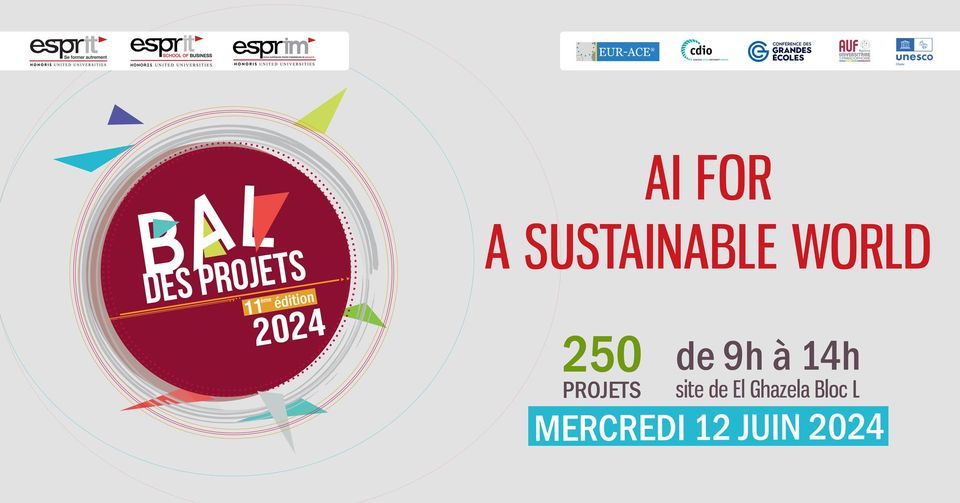 esprit
Se former autrement
HONORIS UNITED UNIVERSITIES
esprit
SCHOOL OF BUSINESS
HONORIS UNITED UNIVERSITIES
esprim
HONORIS UNITED UNIVERSITIES
EUR-ACE®
cdio
CONFÉRENCE DES
GRANDES
ÉCOLES
AUF
unesco
BAL
DES PROJETS
11ème édition
2024
AI FOR
A SUSTAINABLE WORLD
250
PROJETS
de 9h à 14h
site de El Ghazela Bloc L
MERCREDI 12 JUIN 2024